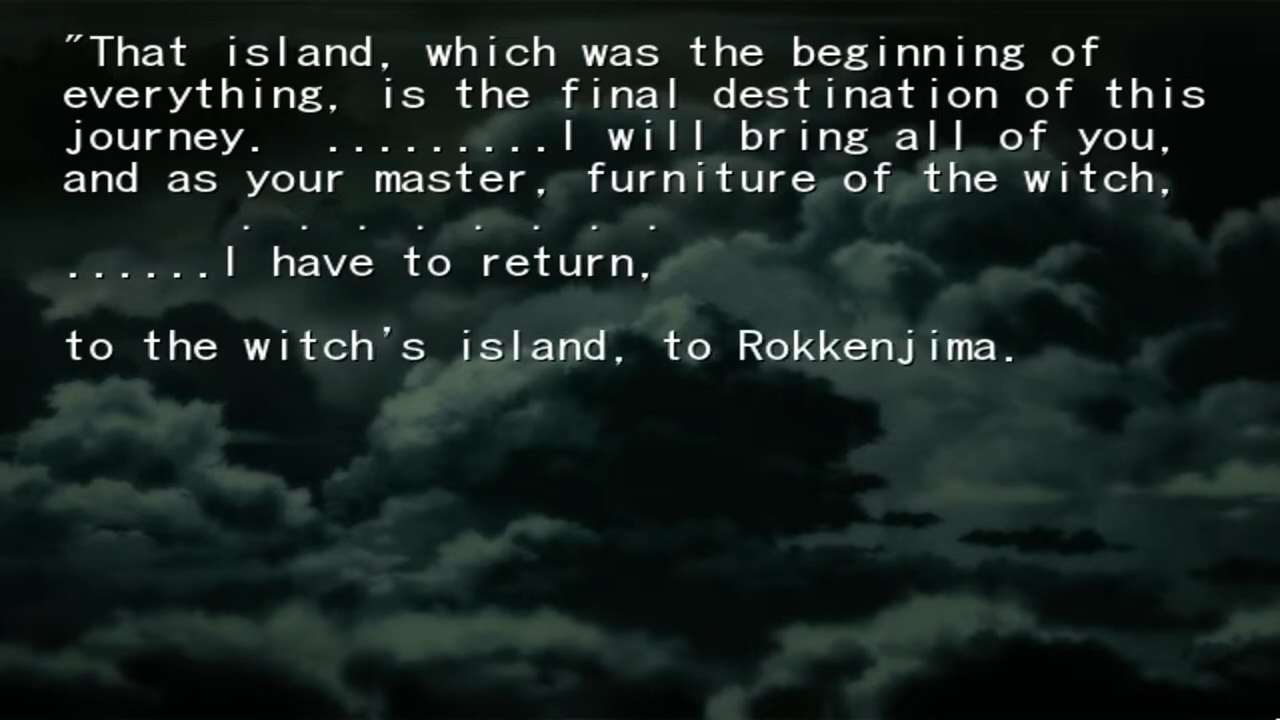 "That island, which was the beginning of
everything, is the final destination of this
journey.  .........I will bring all of you,
and as your master, furniture of the witch,
. . . . . . . .
......I have to return,
to the witch's island, to Rokkenjima.